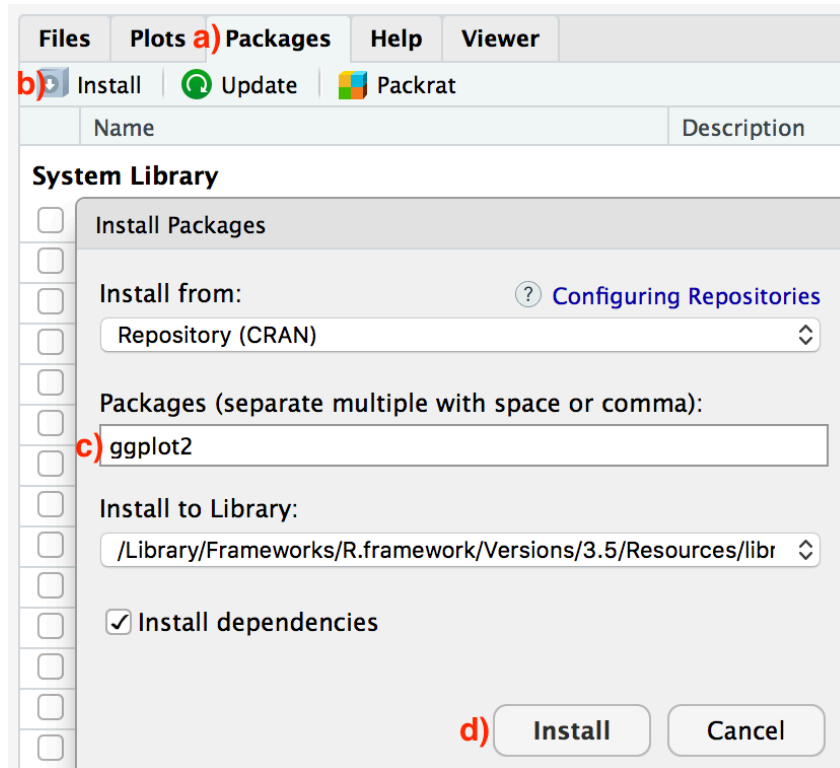 Files Plots a) Packages Help Viewer
b) Install Update Packrat
Name Description
System Library
Install Packages
Install from: ? Configuring Repositories
Repository (CRAN)
Packages (separate multiple with space or comma):
c) ggplot2
Install to Library:
/Library/Frameworks/R.framework/Versions/3.5/Resources/libr
Install dependencies
d) Install Cancel